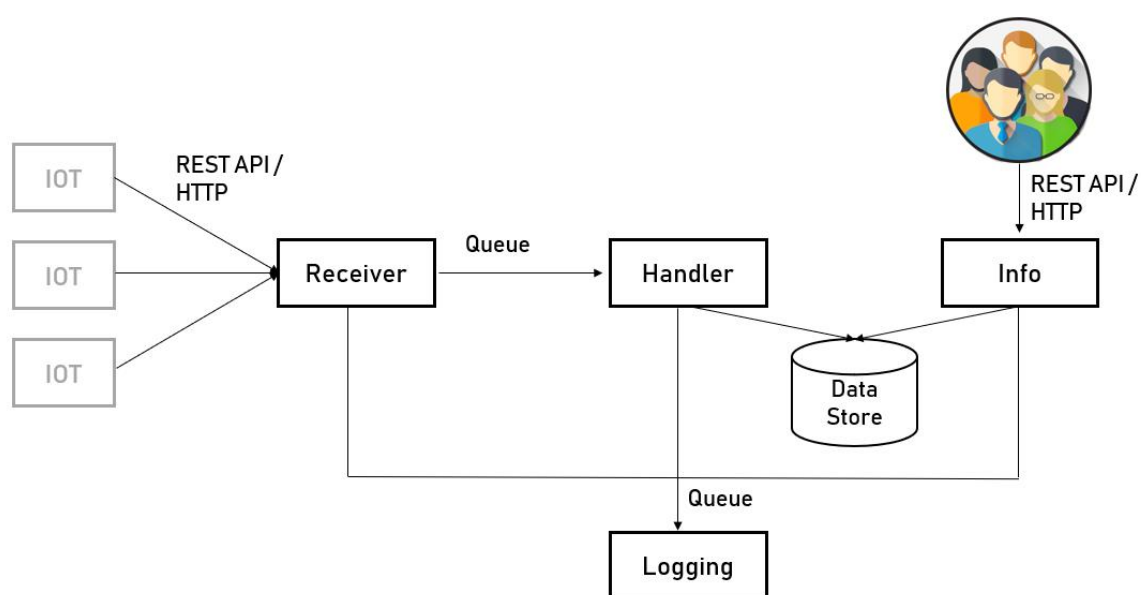 REST API /
HTTP
IOT
IOT
IOT
Receiver
Queue
Handler
REST API /
HTTP
Info
Data
Store
Queue
Logging